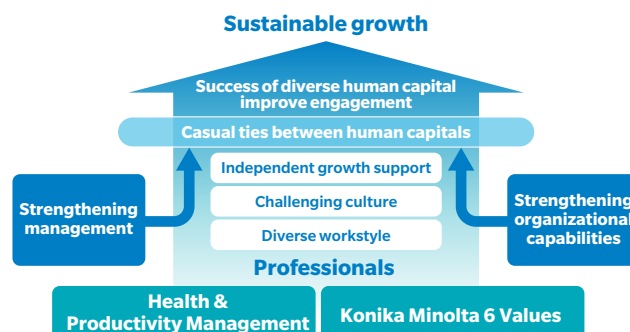 Sustainable growth
Success of diverse human capital
improve engagement
Casual ties between human capitals
Independent growth support
Challenging culture
Diverse workstyle
Strengthening
management
Strengthening
organizational
capabilities
Professionals
Health &
Productivity Management
Konika Minolta 6 Values